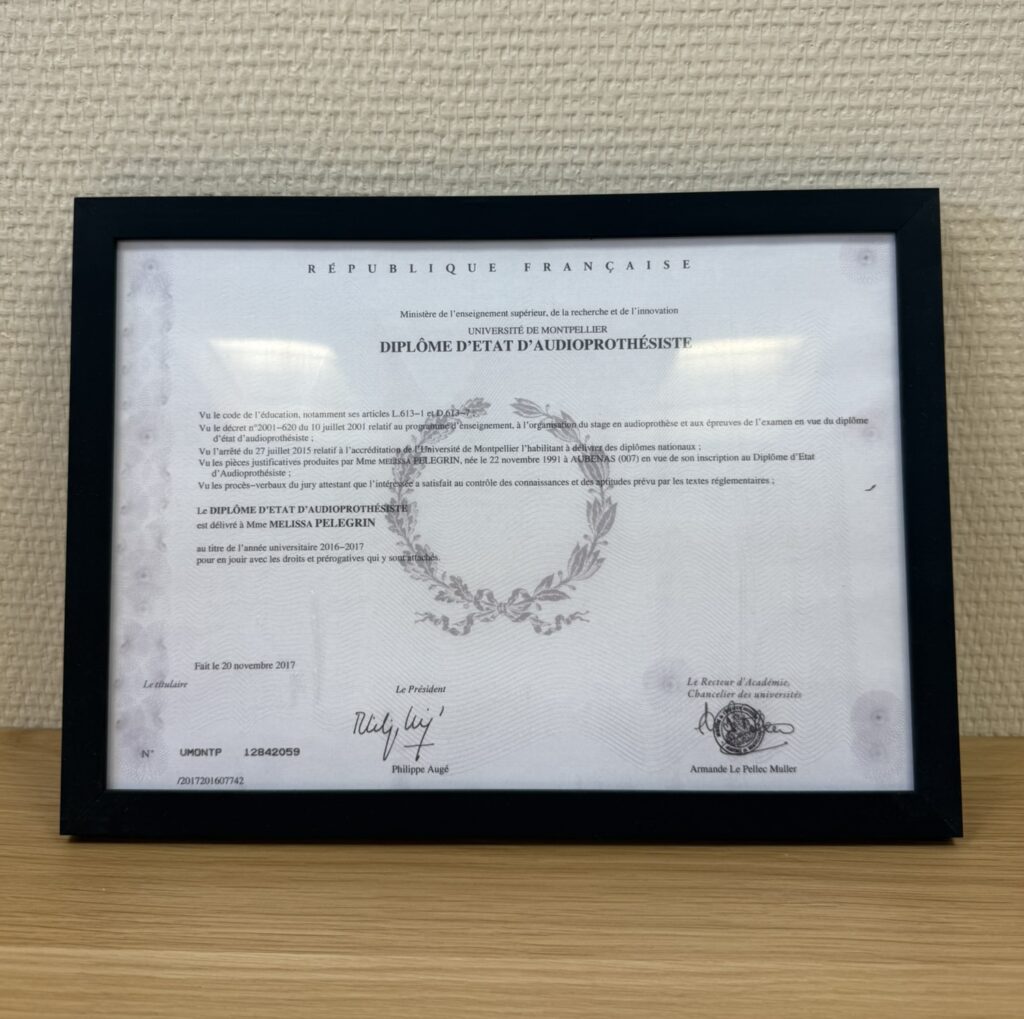 RÉPUBLIQUE FRANÇAISE
Ministère de l'enseignement supérieur, de la recherche et de l'innovation
UNIVERSITÉ DE MONTPELLIER
DIPLÔME D'ETAT D'AUDIOPROTHÉSISTE
Vu le code de l'éducation, notamment ses articles L.613-1 et D.613-7 ;
Vu le décret n°2001-620 du 10 juillet 2001 relatif au programme d'enseignement, à l'organisation du stage en audioprothèse et aux épreuves de l'examen en vue du diplôme
d'état d'audioprothésiste ;
Vu l'arrêté du 27 juillet 2015 relatif à l'accréditation de l'Université de Montpellier l'habilitant à délivrer des diplômes nationaux ;
Vu les pièces justificatives produites par Mme MELISSA PELEGRIN, née le 22 novembre 1991 à AUBENAS (007) en vue de son inscription au Diplôme d'Etat
d'Audioprothésiste ;
Vu les procès-verbaux du jury attestant que l'intéressée a satisfait au contrôle des connaissances et des aptitudes prévu par les textes réglementaires ;
Le DIPLÔME D'ETAT D'AUDIOPROTHÉSISTE
est délivré à Mme MELISSA PELEGRIN
au titre de l'année universitaire 2016-2017
pour en jouir avec les droits et prérogatives qui y sont attachés.
Fait le 20 novembre 2017
Le titulaire
Le Président
Le Recteur d'Académie,
Chancelier des universités
N° UMONTP 12842059
Philippe Augé
Armande Le Pellec Muller
/2017201607742